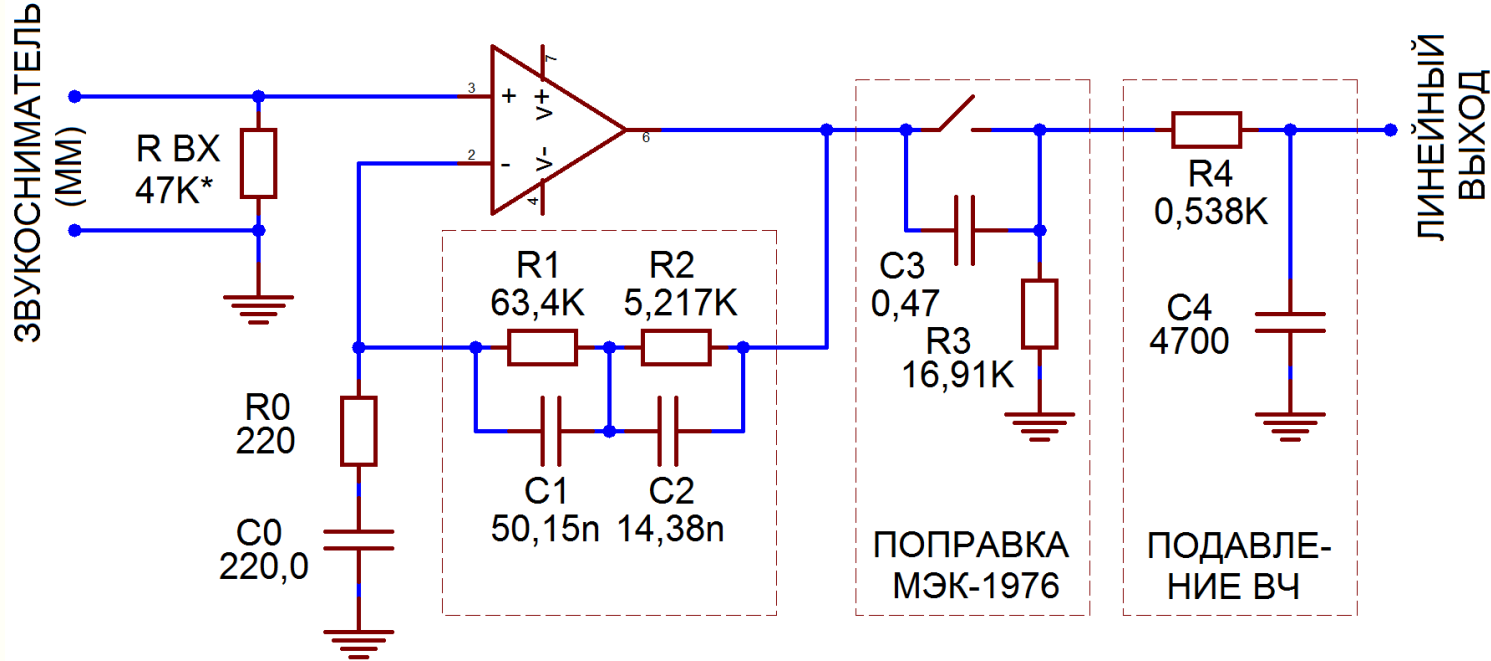 ЗВУКОСНИМАТЕЛЬ
(ММ)
R ВХ
47K*
3
2
+
-
V+
V-
7
4
6
R1
63,4K
R2
5,217K
C1
50,15n
C2
14,38n
R0
220
C0
220,0
C3
0,47
R3
16,91K
ПОПРАВКА
МЭК-1976
R4
0,538K
C4
4700
ПОДАВЛЕ-
НИЕ ВЧ
ЛИНЕЙНЫЙ
ВЫХОД